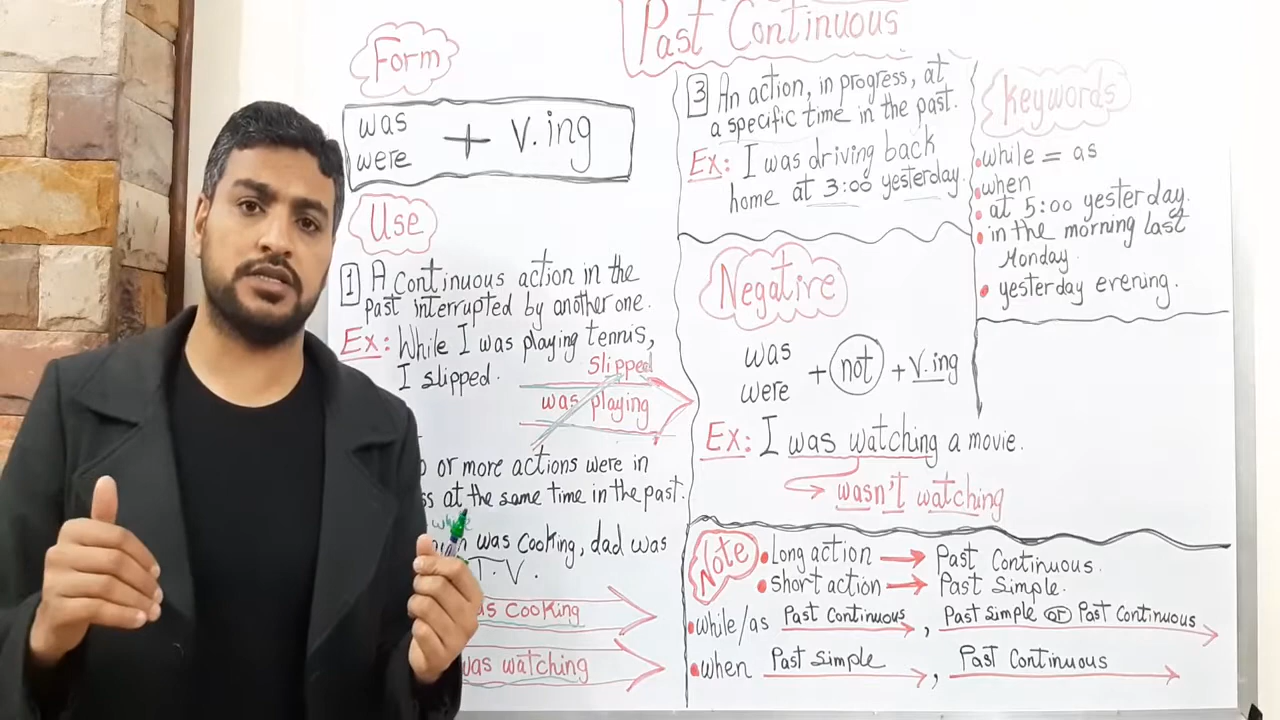 Past Continuous
Form
was
were
+ V.ing
Use
1 A Continuous action in the
past interrupted by another one.
Ex: While I was playing tennis,
I slipped.
Slipped
was playing
or more actions were in
at the same time in the past.
while
was cooking, dad was
T.V.
cooking
was watching
3 An action, in progress, at
a specific time in the past.
Ex: I was driving back
home at 3:00 yesterday.
Negative
was
were
+ not + V.ing
Ex: I was watching a movie.
wasn't watching
Keywords
while = as
when
at 5:00 yesterday.
in the morning last
Monday.
yesterday evening.
Note
Long action → Past Continuous.
short action → Past Simple.
while/as Past Continuous, Past Simple or Past Continuous
when Past Simple, Past Continuous